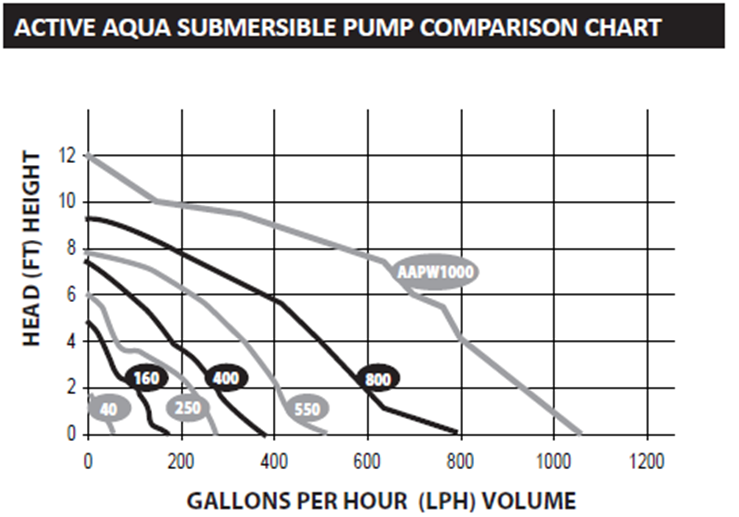 ACTIVE AQUA SUBMERSIBLE PUMP COMPARISON CHART
HEAD (FT) HEIGHT
12
10
8
6
4
2
0
AAPW1000
160
400
800
40
250
550
0 200 400 600 800 1000 1200
GALLONS PER HOUR (LPH) VOLUME